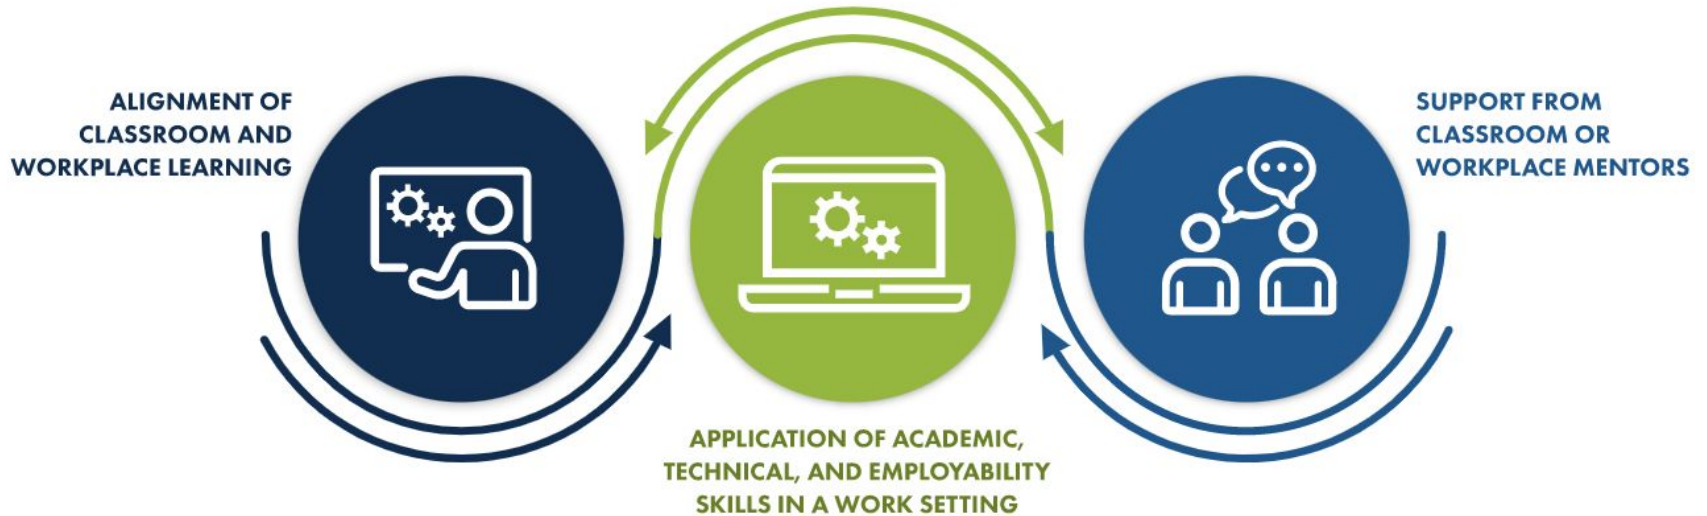 ALIGNMENT OF
CLASSROOM AND
WORKPLACE LEARNING
APPLICATION OF ACADEMIC,
TECHNICAL, AND EMPLOYABILITY
SKILLS IN A WORK SETTING
SUPPORT FROM
CLASSROOM OR
WORKPLACE MENTORS